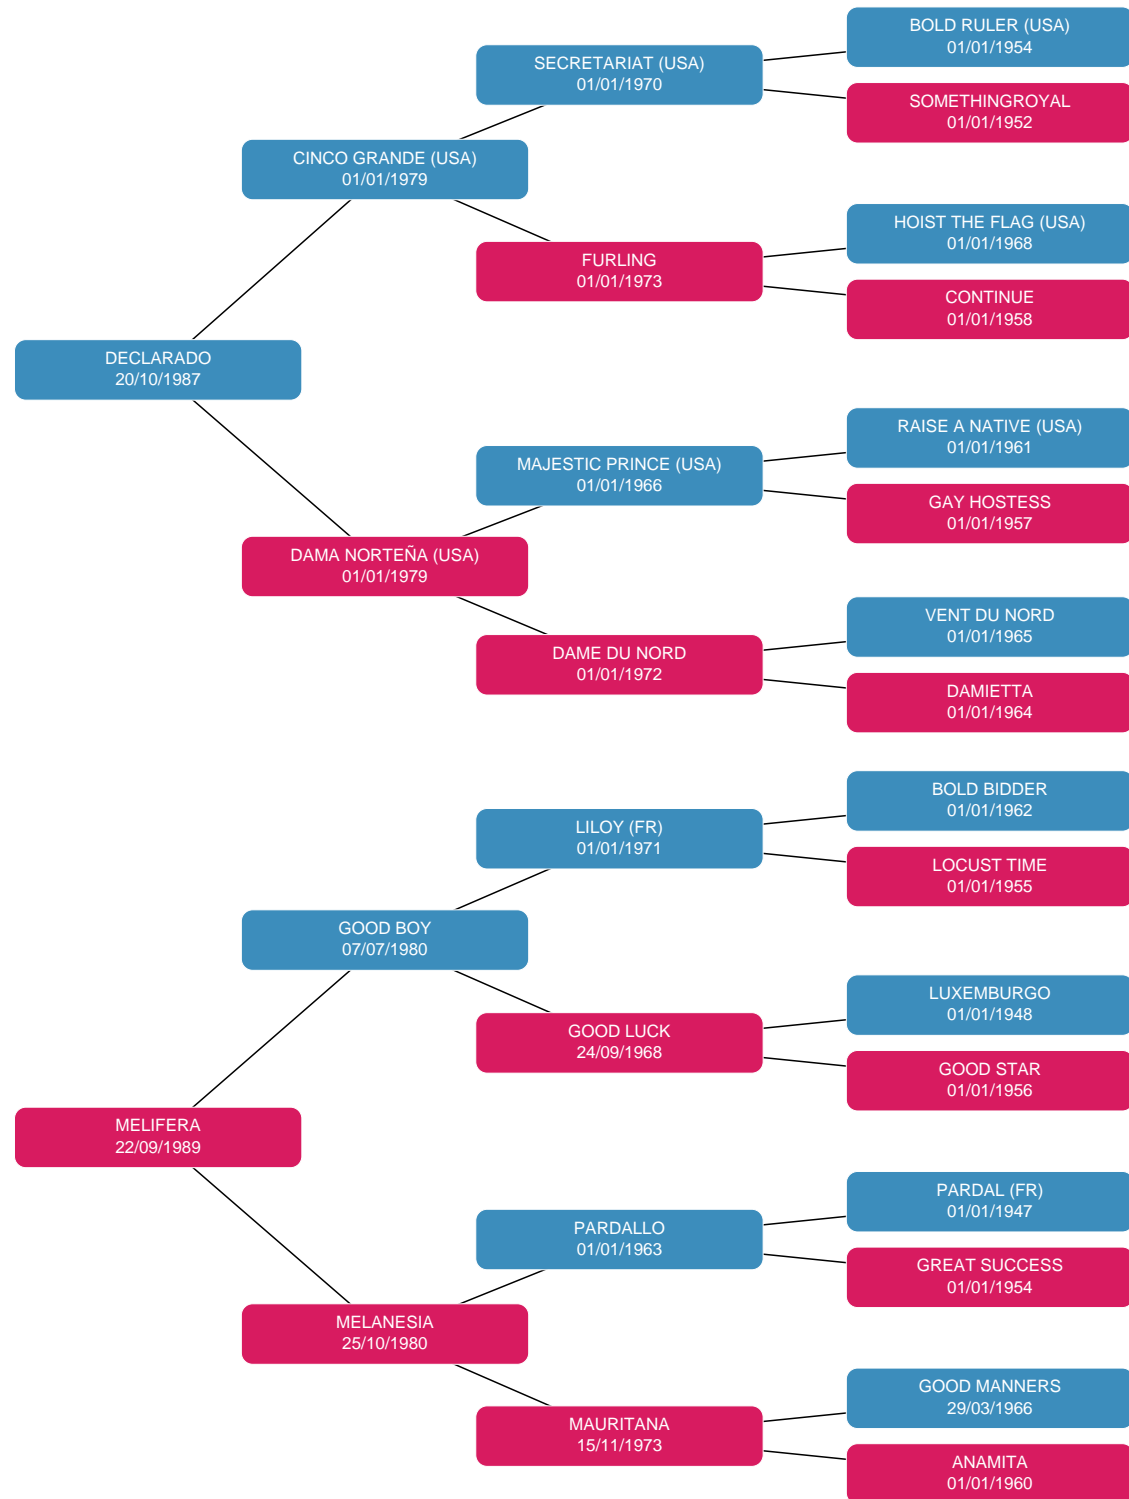 BOLD RULER (USA)
01/01/1954
SECRETARIAT (USA)
01/01/1970
SOMETHINGROYAL
01/01/1952
CINCO GRANDE (USA)
01/01/1979
HOIST THE FLAG (USA)
01/01/1968
FURLING
01/01/1973
CONTINUE
01/01/1958
DECLARADO
20/10/1987
RAISE A NATIVE (USA)
01/01/1961
MAJESTIC PRINCE (USA)
01/01/1966
GAY HOSTESS
01/01/1957
DAMA NORTEÑA (USA)
01/01/1979
VENT DU NORD
01/01/1965
DAME DU NORD
01/01/1972
DAMIETTA
01/01/1964
BOLD BIDDER
01/01/1962
LILOY (FR)
01/01/1971
LOCUST TIME
01/01/1955
GOOD BOY
07/07/1980
LUXEMBURGO
01/01/1948
GOOD LUCK
24/09/1968
GOOD STAR
01/01/1956
MELIFERA
22/09/1989
PARDAL (FR)
01/01/1947
PARDALLO
01/01/1963
GREAT SUCCESS
01/01/1954
MELANESIA
25/10/1980
GOOD MANNERS
29/03/1966
MAURITANA
15/11/1973
ANAMITA
01/01/1960